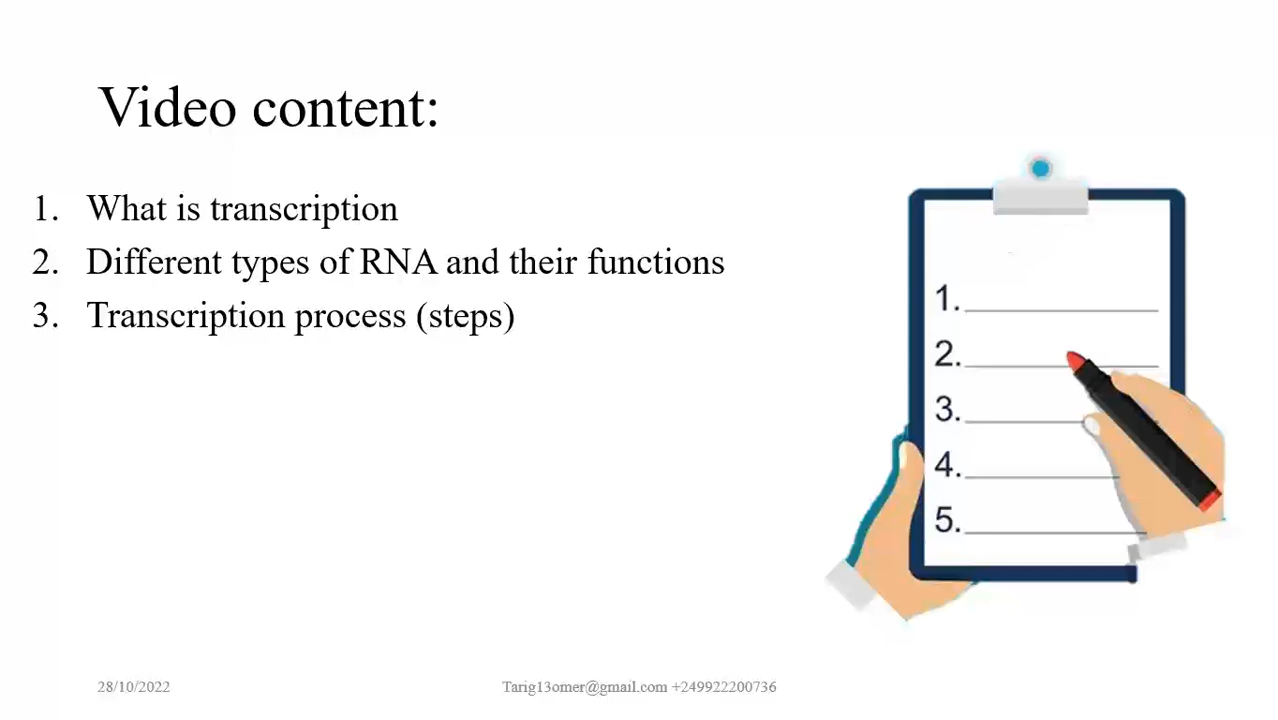 Video content:
1. What is transcription
2. Different types of RNA and their functions
3. Transcription process (steps)
1.
2.
3.
4.
5.
28/10/2022
Tarig13omer@gmail.com +249922200736